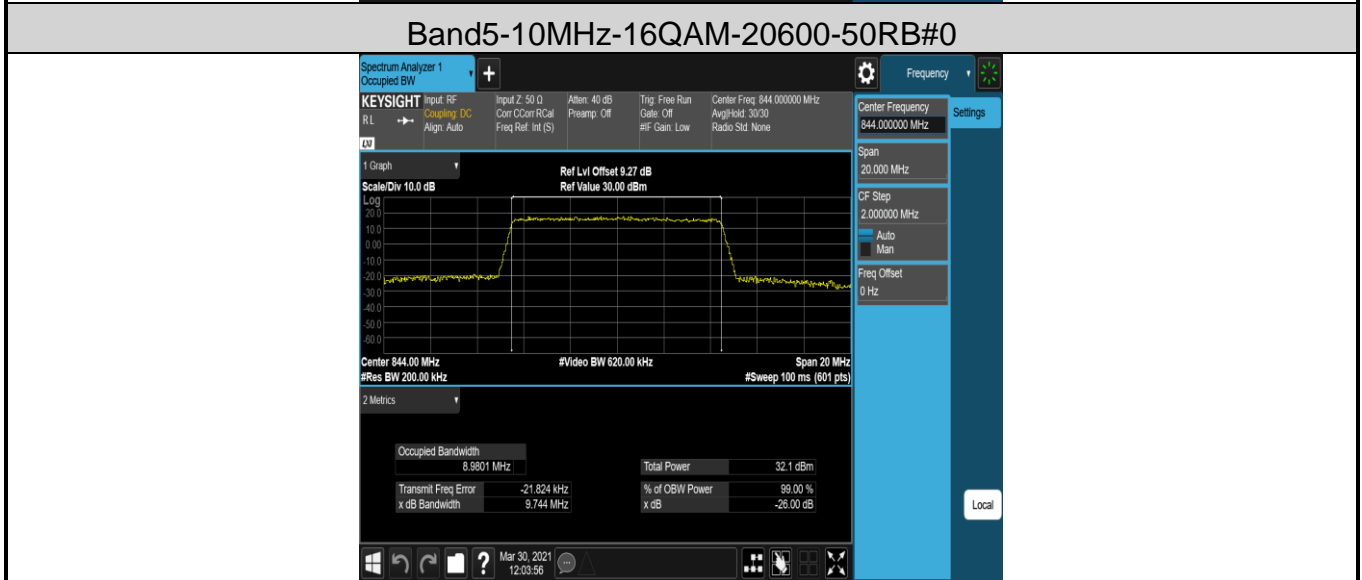 Band5-10MHz-16QAM-20600-50RB#0
Spectrum Analyzer 1
Occupied BW
+
Frequency
KEYSIGHT
RL
Input: RF
Coupling: DC
Align: Auto
Input Z: 50 Ω
Corr CCorr RCal
Freq Ref: Int (S)
Atten: 40 dB
Preamp: Off
Trig: Free Run
Gate: Off
#IF Gain: Low
Center Freq: 844.000000 MHz
Avg|Hold: 30/30
Radio Std: None
Center Frequency
844.000000 MHz
Settings
Span
20.000 MHz
CF Step
2.000000 MHz
Auto
Man
Freq Offset
0 Hz
Local
1 Graph
Scale/Div 10.0 dB
Ref Lvl Offset 9.27 dB
Ref Value 30.00 dBm
Log
20.0
10.0
0.00
-10.0
-20.0
-30.0
-40.0
-50.0
-60.0
Center 844.00 MHz
#Video BW 620.00 kHz
Span 20 MHz
#Res BW 200.00 kHz
#Sweep 100 ms (601 pts)
2 Metrics
Occupied Bandwidth
8.9801 MHz
Total Power 32.1 dBm
Transmit Freq Error -21.824 kHz
% of OBW Power 99.00 %
x dB Bandwidth 9.744 MHz
x dB -26.00 dB
?
Mar 30, 2021
12:03:56